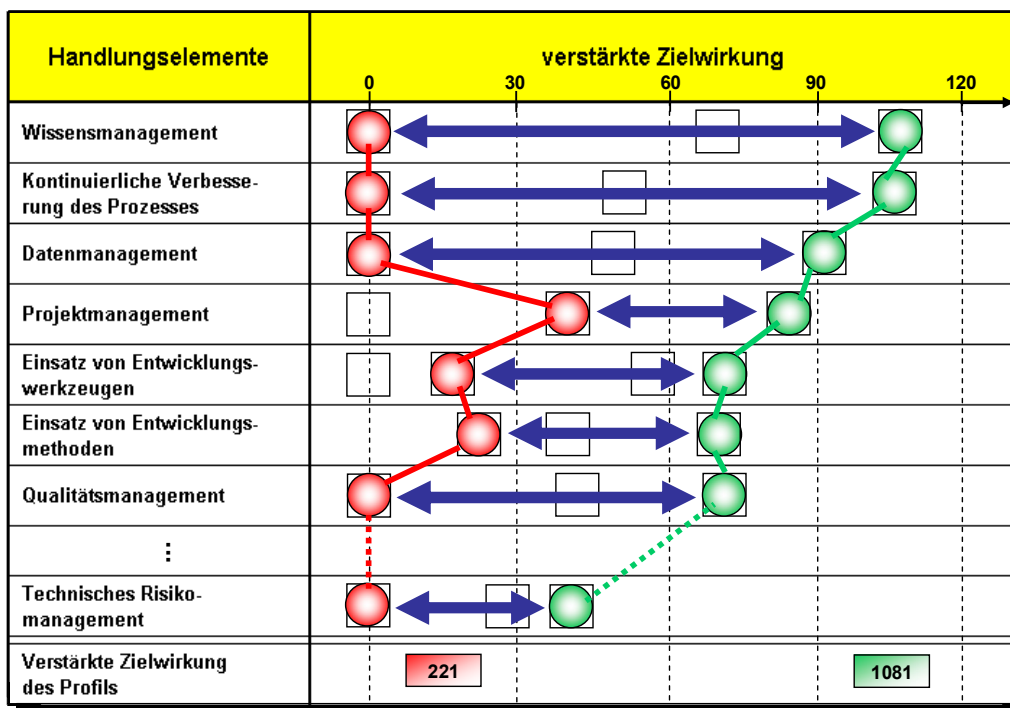 Handlungselemente
verstärkte Zielwirkung
0 30 60 90 120
Wissensmanagement
Kontinuierliche Verbesse-
rung des Prozesses
Datenmanagement
Projektmanagement
Einsatz von Entwicklungs-
werkzeugen
Einsatz von Entwicklungs-
methoden
Qualitätsmanagement
⋮
Technisches Risiko-
management
Verstärkte Zielwirkung
des Profils
221 1081